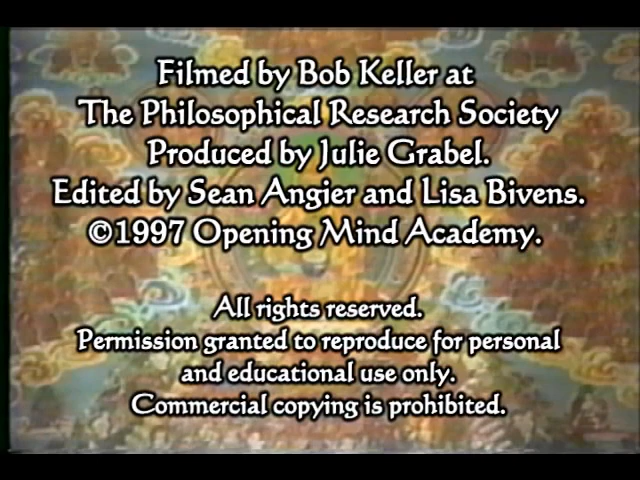 Filmed by Bob Keller at
The Philosophical Research Society
Produced by Julie Grabel.
Edited by Sean Angier and Lisa Bivens.
©1997 Opening Mind Academy.
All rights reserved.
Permission granted to reproduce for personal
and educational use only.
Commercial copying is prohibited.